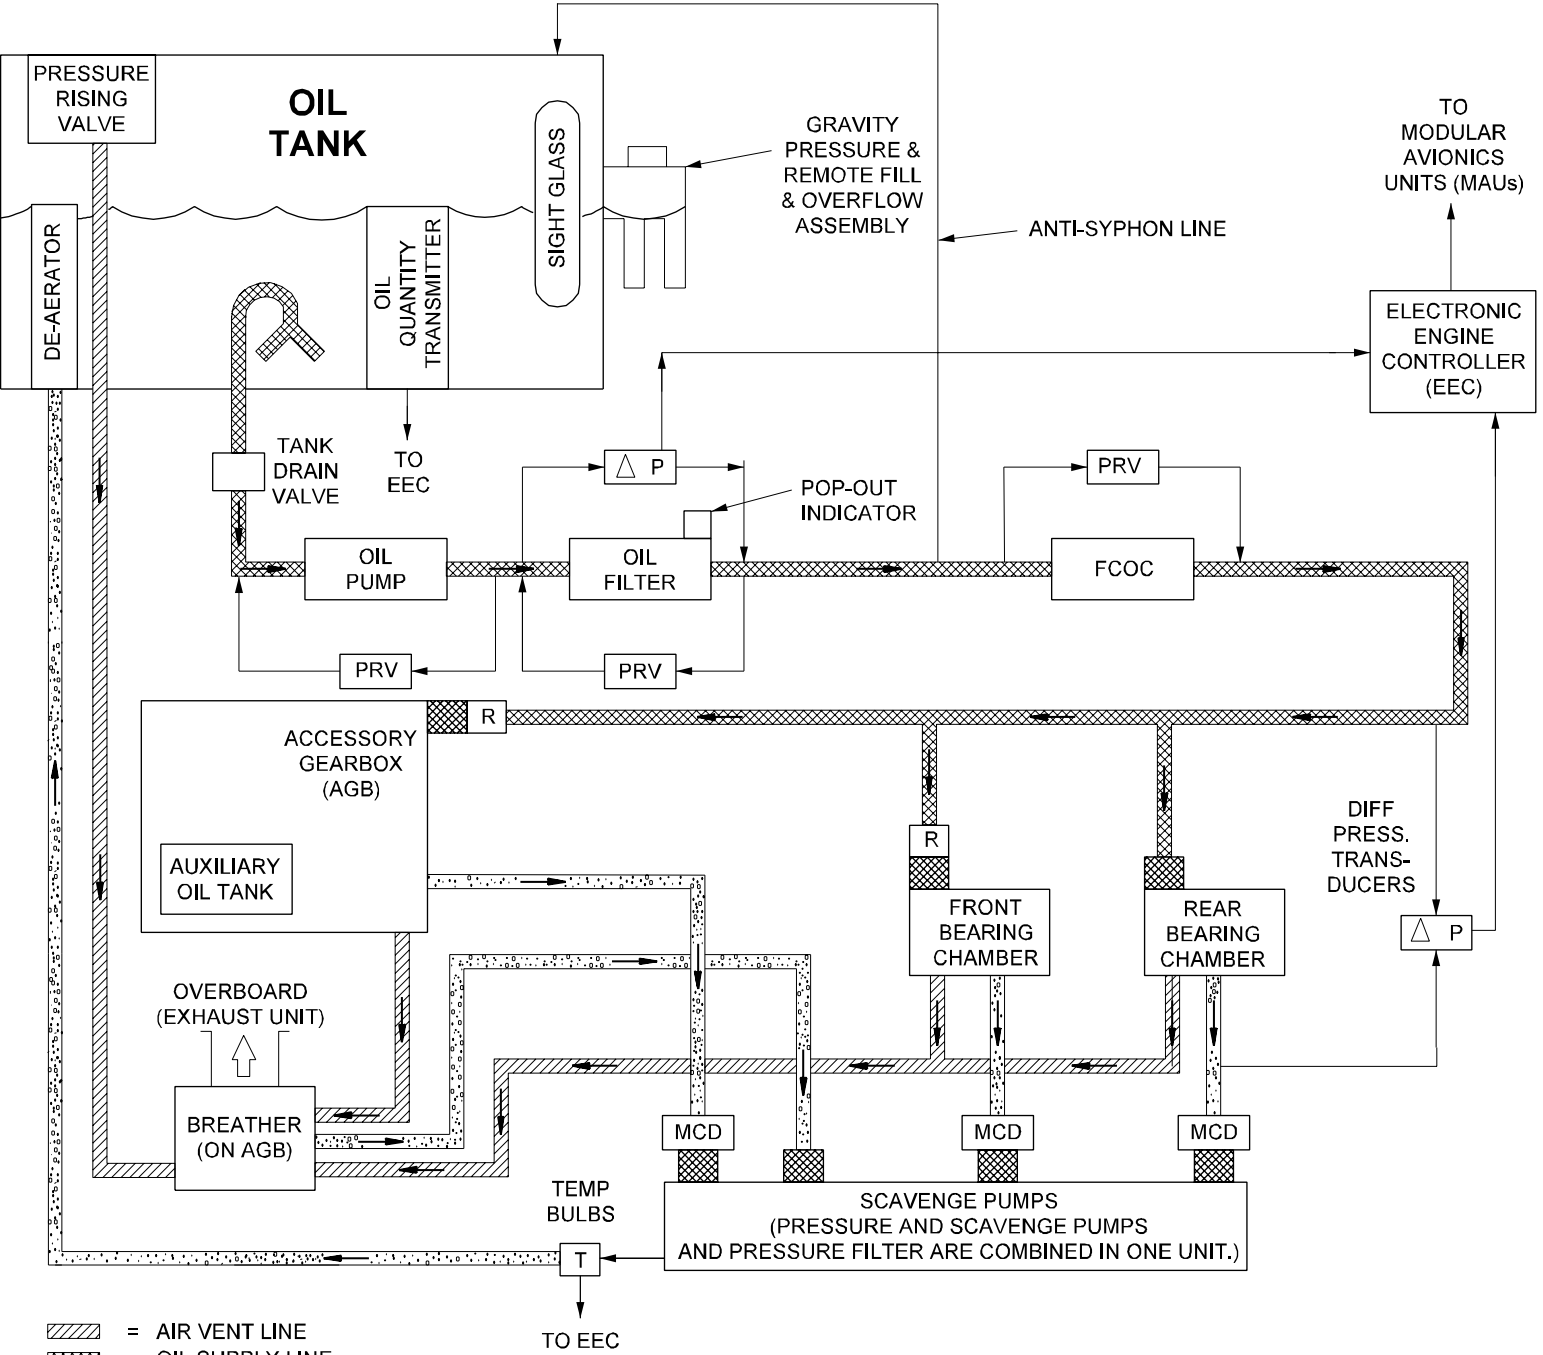 PRESSURE
RISING
VALVE
OIL
TANK
SIGHT GLASS
GRAVITY
PRESSURE &
REMOTE FILL
& OVERFLOW
ASSEMBLY
ANTI-SYPHON LINE
TO
MODULAR
AVIONICS
UNITS (MAUs)
DE-AERATOR
OIL
QUANTITY
TRANSMITTER
ELECTRONIC
ENGINE
CONTROLLER
(EEC)
TANK
DRAIN
VALVE
TO
EEC
△ P
POP-OUT
INDICATOR
PRV
OIL
PUMP
OIL
FILTER
FCOC
PRV
PRV
R
ACCESSORY
GEARBOX
(AGB)
AUXILIARY
OIL TANK
R
DIFF
PRESS.
TRANS-
DUCERS
FRONT
BEARING
CHAMBER
REAR
BEARING
CHAMBER
△ P
OVERBOARD
(EXHAUST UNIT)
BREATHER
(ON AGB)
MCD
MCD
MCD
TEMP
BULBS
SCAVENGE PUMPS
(PRESSURE AND SCAVENGE PUMPS
AND PRESSURE FILTER ARE COMBINED IN ONE UNIT.)
T
TO EEC
= AIR VENT LINE
OIL SUPPLY LINE